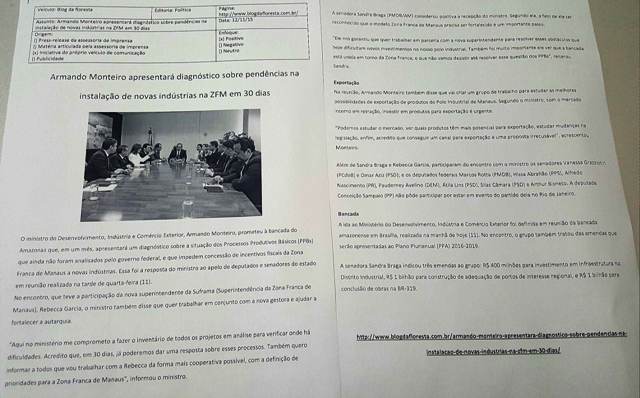 Veículo: Blog da floresta
Editoria: Política
Página:
http://www.blogdafloresta.com.br/
Assunto: Armando Monteiro apresentará diagnóstico sobre pendências na
instalação de novas indústrias na ZFM em 30 dias
Data: 12/11/15
Origem:
() Press-release da assessoria de imprensa
() Matéria articulada pela assessoria de imprensa
(x) Iniciativa do próprio veículo de comunicação
() Publicidade
Enfoque:
(x) Positivo
() Negativo
() Neutro
Armando Monteiro apresentará diagnóstico sobre pendências na
instalação de novas indústrias na ZFM em 30 dias
O ministro do Desenvolvimento, Indústria e Comércio Exterior, Armando Monteiro, prometeu à bancada do
Amazonas que, em um mês, apresentará um diagnóstico sobre a situação dos Processos Produtivos Básicos (PPBs)
que ainda não foram analisados pelo governo federal, e que impedem concessão de incentivos fiscais da Zona
Franca de Manaus a novas indústrias. Essa foi a resposta do ministro ao apelo de deputados e senadores do estado
em reunião realizada na tarde de quarta-feira (11).
No encontro, que teve a participação da nova superintendente da Suframa (Superintendência da Zona Franca de
Manaus), Rebecca Garcia, o ministro também disse que quer trabalhar em conjunto com a nova gestora e ajudar a
fortalecer a autarquia.
"Aqui no ministério me comprometo a fazer o inventário de todos os projetos em análise para verificar onde há
dificuldades. Acredito que, em 30 dias, já poderemos dar uma resposta sobre esses processos. Também quero
informar a todos que vou trabalhar com a Rebecca da forma mais cooperativa possível, com a definição de
prioridades para a Zona Franca de Manaus", informou o ministro.
A senadora Sandra Braga (PMDB/AM) considerou positiva a recepção do ministro. Segundo ela, o fato de ele ter
reconhecido que o modelo Zona Franca de Manaus precisa ser fortalecido é um importante passo.
"Ele nos garantiu que quer trabalhar em parceria com a nova superintendente para resolver esses obstáculos que
hoje dificultam novos investimentos no nosso polo industrial. Também foi muito importante ele ver que a bancada
está unida em torno da Zona Franca, e que não vamos desistir até resolver essa questão dos PPBs", reiterou
Sandra.
Exportação
Na reunião, Armando Monteiro também disse que vai criar um grupo de trabalho para estudar as melhores
possibilidades de exportação de produtos do Polo Industrial de Manaus. Segundo o ministro, com o mercado
interno em retração, investir em produtos para exportação é urgente.
"Podemos estudar o mercado, ver quais produtos têm mais potencial para exportação, estudar mudanças na
legislação, enfim, acredito que conseguir um canal para exportação é uma proposta irrecusável", acrescentou
Monteiro.
Além de Sandra Braga e Rebecca Garcia, participaram do encontro com o ministro os senadores Vanessa Grazziotin
(PCdoB) e Omar Aziz (PSD), e os deputados federais Marcos Rotta (PMDB), Hissa Abrahão (PPS), Alfredo
Nascimento (PR), Pauderney Avelino (DEM), Átila Lins (PSD), Silas Câmara (PSD) e Arthur Bisneto. A deputada
Conceição Sampaio (PP) não pôde participar por estar em evento do partido dela no Rio de Janeiro.
Bancada
A ida ao Ministério do Desenvolvimento, Indústria e Comércio Exterior foi definida em reunião da bancada
amazonense em Brasília, realizada na manhã de hoje (11). No encontro, o grupo também tratou das emendas que
serão apresentadas ao Plano Plurianual (PPA) 2016-2019.
A senadora Sandra Braga indicou três emendas ao grupo: R$ 400 milhões para investimento em infraestrutura no
Distrito Industrial, R$ 1 bilhão para construção de adequação de portos de interesse regional, e R$ 1 bilhão para
conclusão de obras na BR-319.
http://www.blogdafloresta.com.br/armando-monteiro-apresentara-diagnostico-sobre-pendencias-na-
instalacao-de-novas-industrias-na-zfm-em-30-dias/